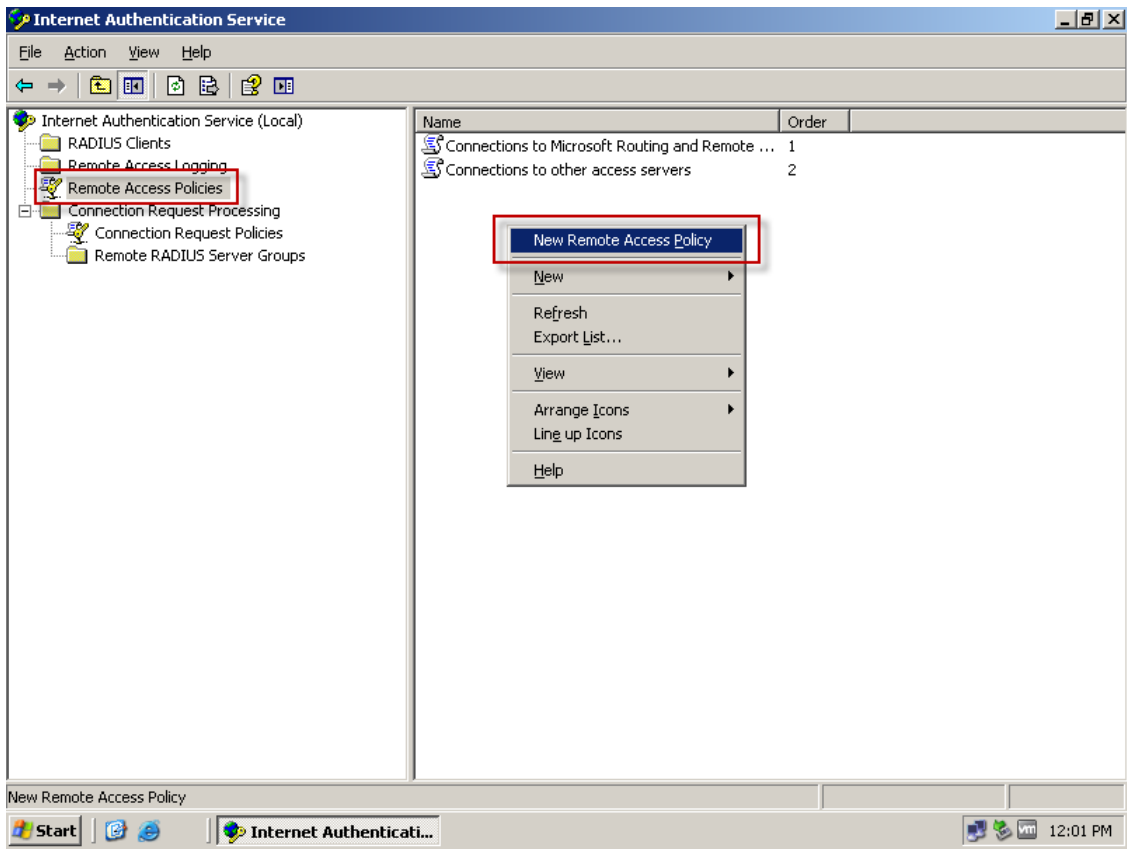 Internet Authentication Service
File Action View Help
Internet Authentication Service (Local)
RADIUS Clients
Remote Access Logging
Remote Access Policies
Connection Request Processing
Connection Request Policies
Remote RADIUS Server Groups
Name Order
Connections to Microsoft Routing and Remote ... 1
Connections to other access servers 2
New Remote Access Policy
New
Refresh
Export List...
View
Arrange Icons
Line up Icons
Help
New Remote Access Policy
Start Internet Authenticati... vm 12:01 PM